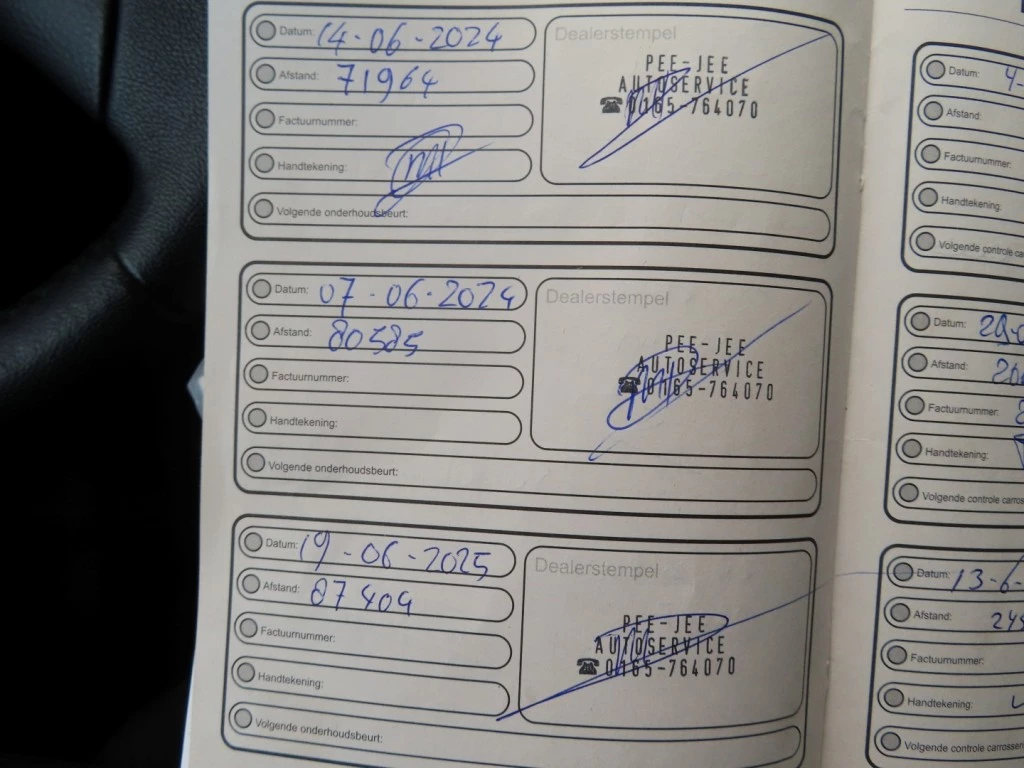 Datum: 14-06-2024
Afstand: 71964
Factuurnummer:
Handtekening:
Volgende onderhoudsbeurt:
Dealerstempel
PEE-JEE
AUTOSERVICE
☎ 0165-764070
Datum: 07-06-2024
Afstand: 80585
Factuurnummer:
Handtekening:
Volgende onderhoudsbeurt:
Dealerstempel
PEE-JEE
AUTOSERVICE
☎ 0165-764070
Datum: 19-06-2025
Afstand: 87409
Factuurnummer:
Handtekening:
Volgende onderhoudsbeurt:
Dealerstempel
PEE-JEE
AUTOSERVICE
☎ 0165-764070
Datum:
Afstand:
Factuurnummer:
Handtekening:
Volgende controle
Datum:
Afstand:
Factuurnummer:
Handtekening:
Volgende controle
Datum: 13-6-
Afstand:
Factuurnummer:
Handtekening:
Volgende controle